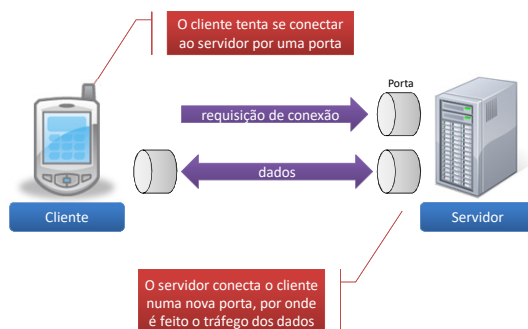 O cliente tenta se conectar
ao servidor por uma porta
Porta
requisição de conexão
dados
Cliente
Servidor
O servidor conecta o cliente
numa nova porta, por onde
é feito o tráfego dos dados